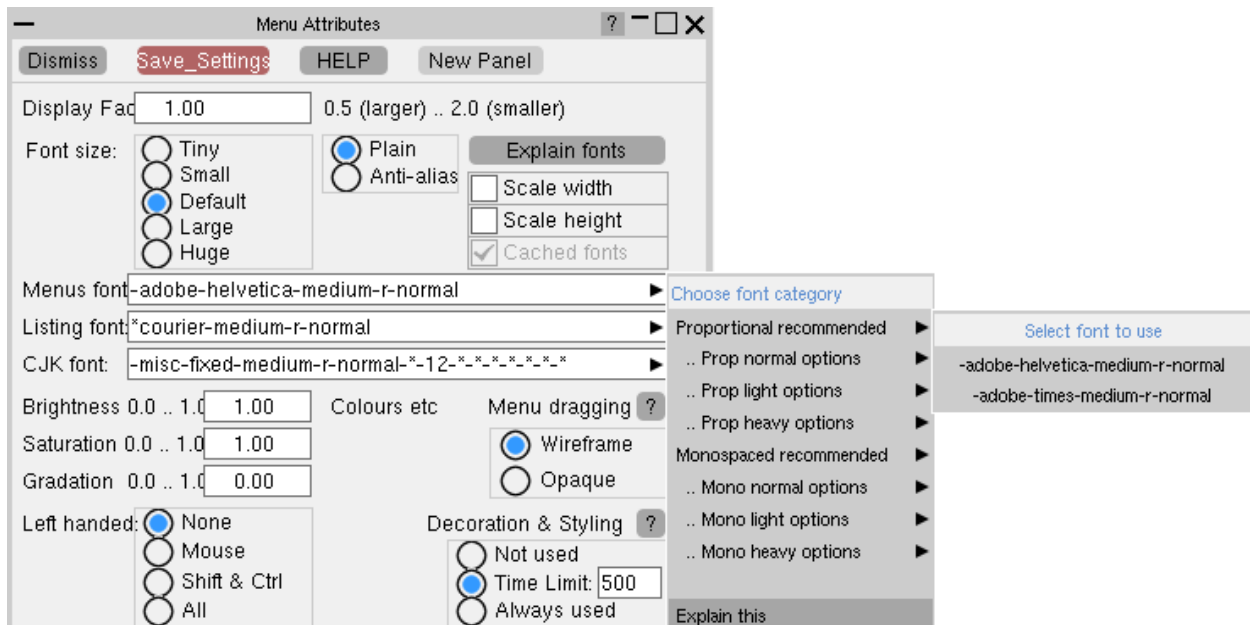 Menu Attributes ?
Dismiss Save_Settings HELP New Panel
Display Fac 1.00 0.5 (larger) .. 2.0 (smaller)
Font size: Tiny Plain Explain fonts
Small Anti-alias Scale width
Default Scale height
Large Cached fonts
Huge
Menus font -adobe-helvetica-medium-r-normal
Listing font: *courier-medium-r-normal
CJK font: -misc-fixed-medium-r-normal-*-12-*-*-*-*-*-*-*
Brightness 0.0 .. 1.0 1.00 Colours etc Menu dragging ?
Saturation 0.0 .. 1.0 1.00 Wireframe
Gradation 0.0 .. 1.0 0.00 Opaque
Left handed: None Decoration & Styling ?
Mouse Not used
Shift & Ctrl Time Limit: 500
All Always used
Choose font category
Proportional recommended
.. Prop normal options
.. Prop light options
.. Prop heavy options
Monospaced recommended
.. Mono normal options
.. Mono light options
.. Mono heavy options
Explain this
Select font to use
-adobe-helvetica-medium-r-normal
-adobe-times-medium-r-normal